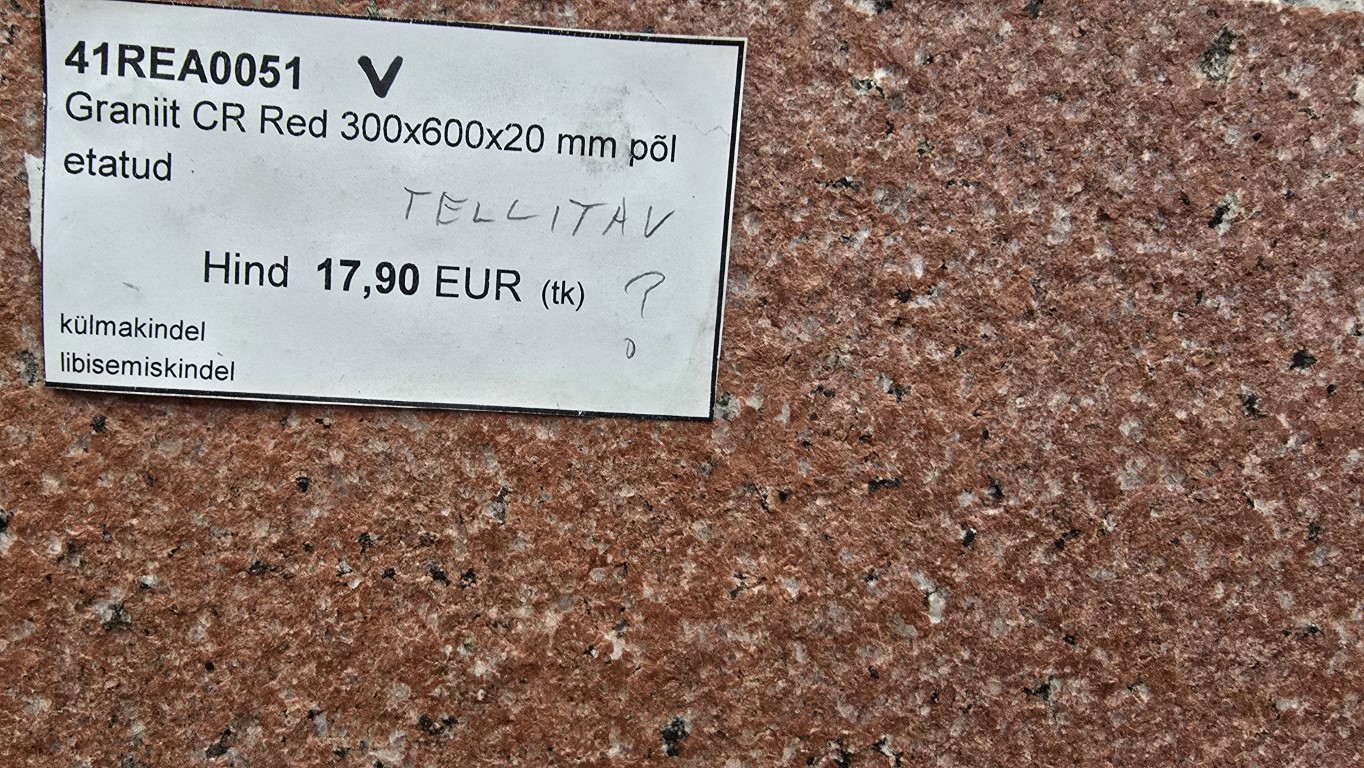 41REA0051 V
Graniit CR Red 300x600x20 mm põl
etatud
TELLITAV
Hind 17,90 EUR (tk) ?
külmakindel
libisemiskindel